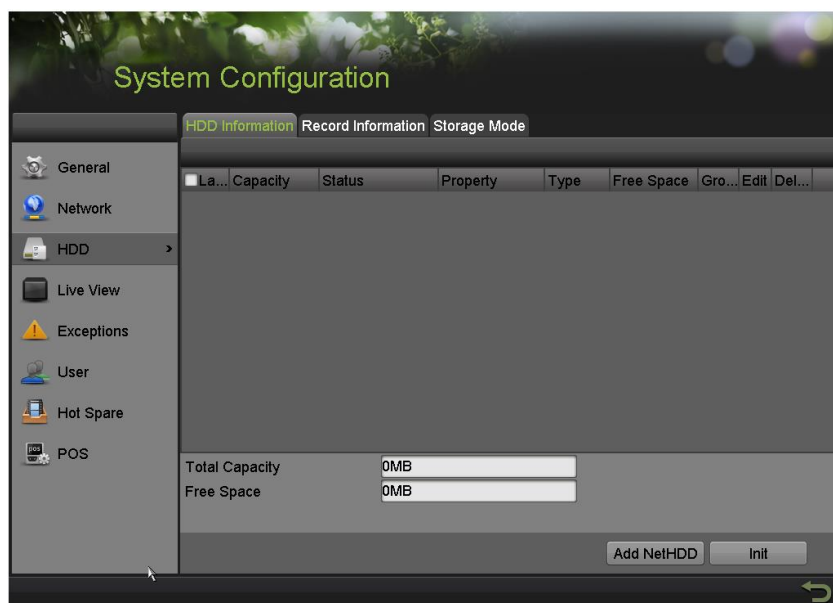 System Configuration
HDD Information Record Information Storage Mode
General
Network
HDD >
Live View
Exceptions
User
Hot Spare
POS
La... Capacity Status Property Type Free Space Gro... Edit Del...
Total Capacity 0MB
Free Space 0MB
Add NetHDD Init